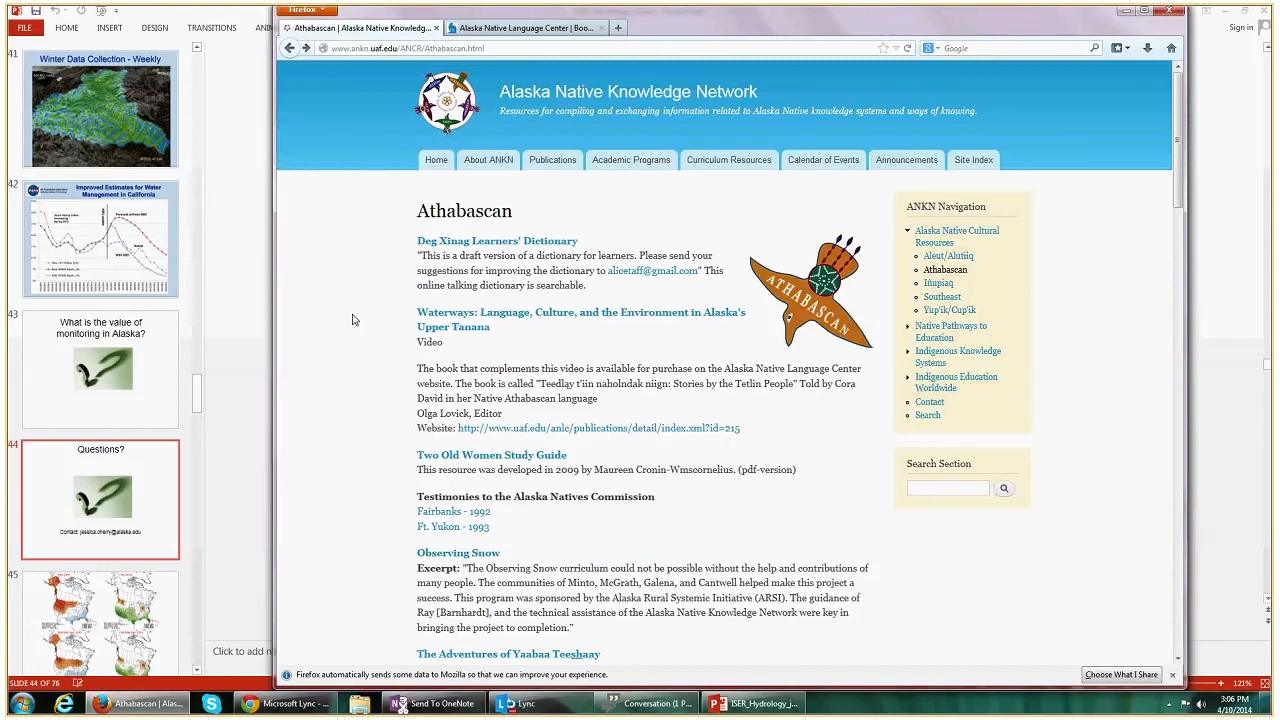 Firefox
Athabascan | Alaska Native Knowledg...
Alaska Native Language Center | Boo...
www.ankn.uaf.edu/ANCR/Athabascan.html
Google
Sign in
FILE
HOME
INSERT
DESIGN
TRANSITIONS
41
Winter Data Collection - Weekly
42
Improved Estimates for Water
Management in California
43
What is the value of
monitoring in Alaska?
44
Questions?
Contact: jessica.cherry@alaska.edu
45
Click to add n
SLIDE 44 OF 76
121%
Alaska Native Knowledge Network
Resources for compiling and exchanging information related to Alaska Native knowledge systems and ways of knowing.
Home
About ANKN
Publications
Academic Programs
Curriculum Resources
Calendar of Events
Announcements
Site Index
Athabascan
Deg Xinag Learners' Dictionary
"This is a draft version of a dictionary for learners. Please send your
suggestions for improving the dictionary to alicetaff@gmail.com" This
online talking dictionary is searchable.
ATHABASCAN
Waterways: Language, Culture, and the Environment in Alaska's
Upper Tanana
Video
The book that complements this video is available for purchase on the Alaska Native Language Center
website. The book is called "Teedlạy t'iin naholndak niign: Stories by the Tetlin People" Told by Cora
David in her Native Athabascan language
Olga Lovick, Editor
Website: http://www.uaf.edu/anlc/publications/detail/index.xml?id=215
Two Old Women Study Guide
This resource was developed in 2009 by Maureen Cronin-Wmscornelius. (pdf-version)
Testimonies to the Alaska Natives Commission
Fairbanks - 1992
Ft. Yukon - 1993
Observing Snow
Excerpt: "The Observing Snow curriculum could not be possible without the help and contributions of
many people. The communities of Minto, McGrath, Galena, and Cantwell helped make this project a
success. This program was sponsored by the Alaska Rural Systemic Initiative (ARSI). The guidance of
Ray [Barnhardt], and the technical assistance of the Alaska Native Knowledge Network were key in
bringing the project to completion."
The Adventures of Yaabaa Teeshaay
ANKN Navigation
Alaska Native Cultural
Resources
Aleut/Alutiiq
Athabascan
Iñupiaq
Southeast
Yup'ik/Cup'ik
Native Pathways to
Education
Indigenous Knowledge
Systems
Indigenous Education
Worldwide
Contact
Search
Search Section
Firefox automatically sends some data to Mozilla so that we can improve your experience.
Choose What I Share
Athabascan | Alas...
Microsoft Lync - ...
Send To OneNote
Lync
Conversation (1 P...
ISER_Hydrology_j...
3:06 PM
4/10/2014